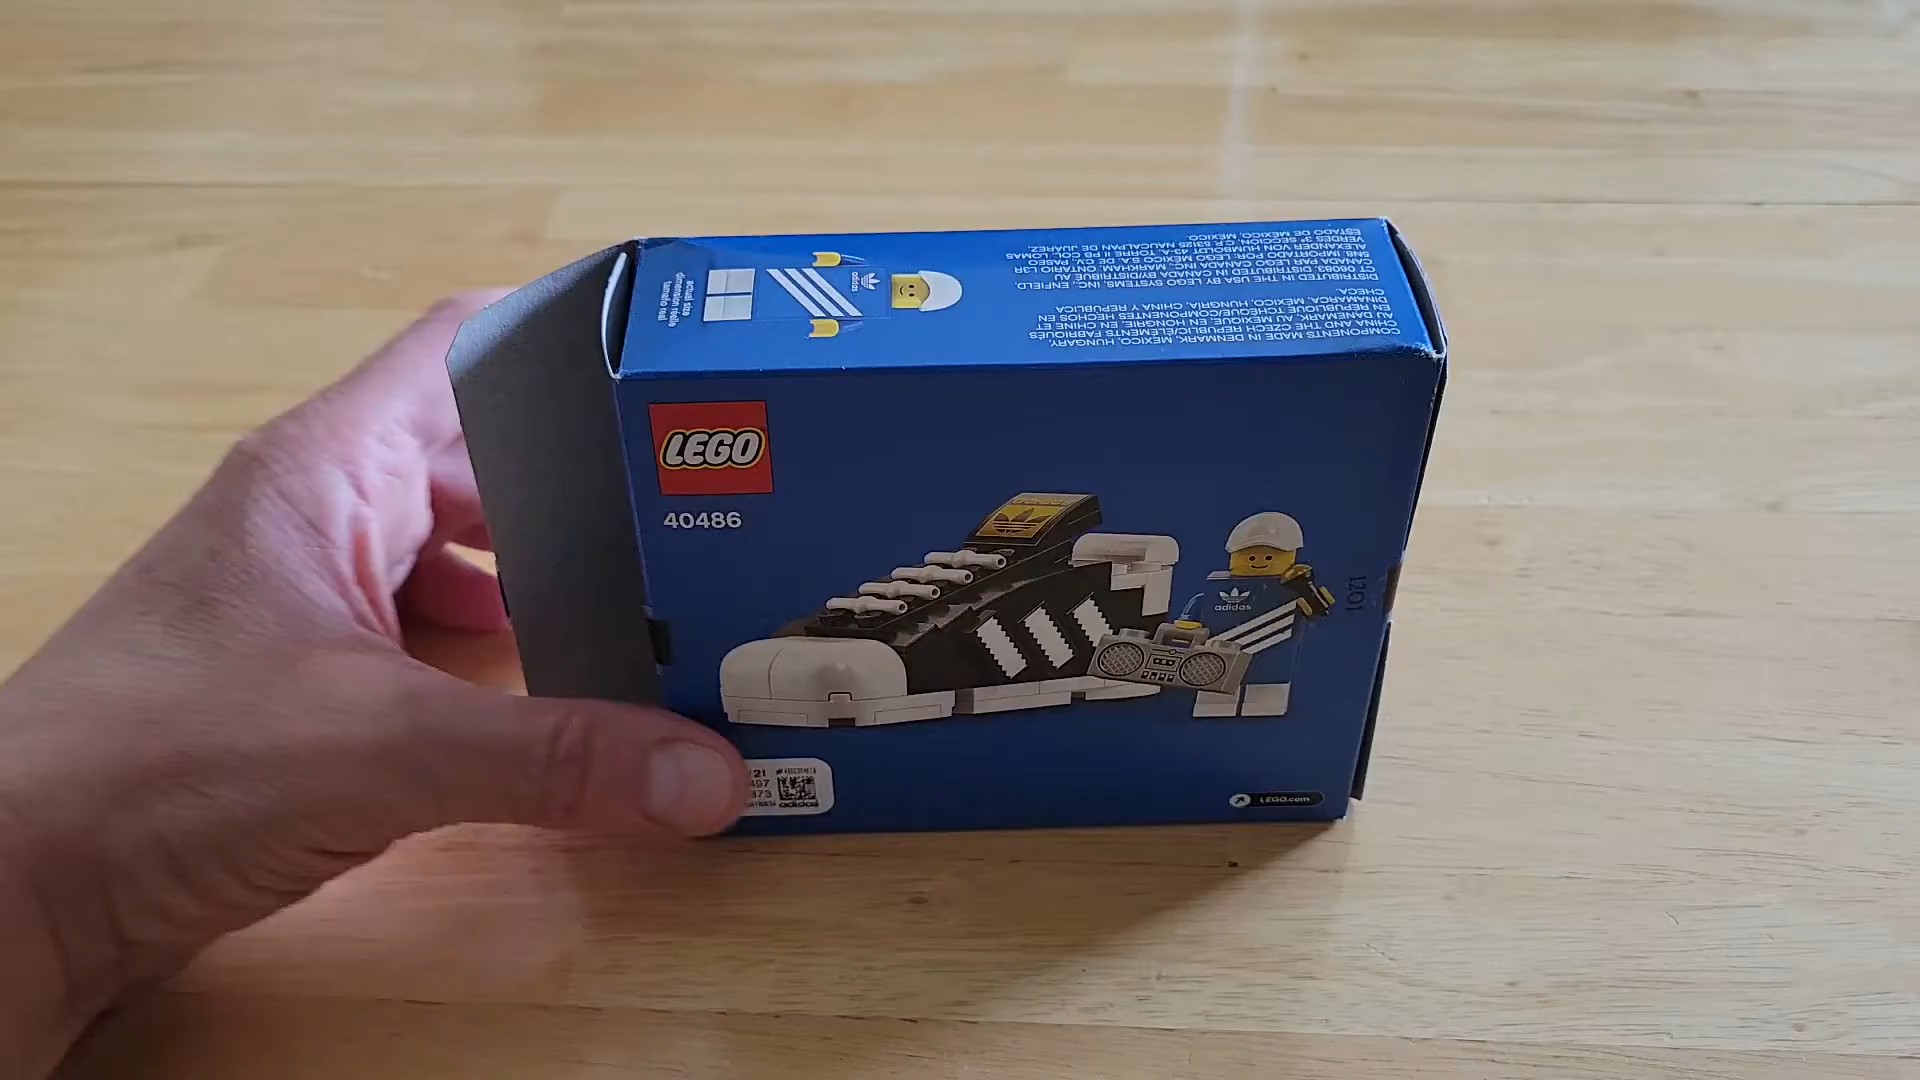 COMPONENTS MADE IN DENMARK, MEXICO, HUNGARY,
CHINA AND THE CZECH REPUBLIC/ÉLÉMENTS FABRIQUÉS
AU DANEMARK, AU MEXIQUE, EN HONGRIE, EN CHINE ET
EN RÉPUBLIQUE TCHÈQUE/COMPONENTES HECHOS EN
DINAMARCA, MÉXICO, HUNGRÍA, CHINA Y REPÚBLICA
CHECA.
DISTRIBUTED IN THE USA BY LEGO SYSTEMS, INC., ENFIELD,
CT 06083. DISTRIBUTED IN CANADA BY/DISTRIBUÉ AU
CANADA PAR LEGO CANADA INC., MARKHAM, ONTARIO L3R
5N8. IMPORTADO POR: LEGO MÉXICO S.A. DE C.V., PASEO
ALEXANDER VON HUMBOLDT 43-A, TORRE I PB COL. LOMAS
VERDES 3ª SECCIÓN, C.P. 53125 NAUCALPAN DE JUÁREZ,
ESTADO DE MÉXICO, MÉXICO.
adidas
actual size
dimension réelle
tamaño real
LEGO
40486
adidas
1201
adidas
LEGO.com